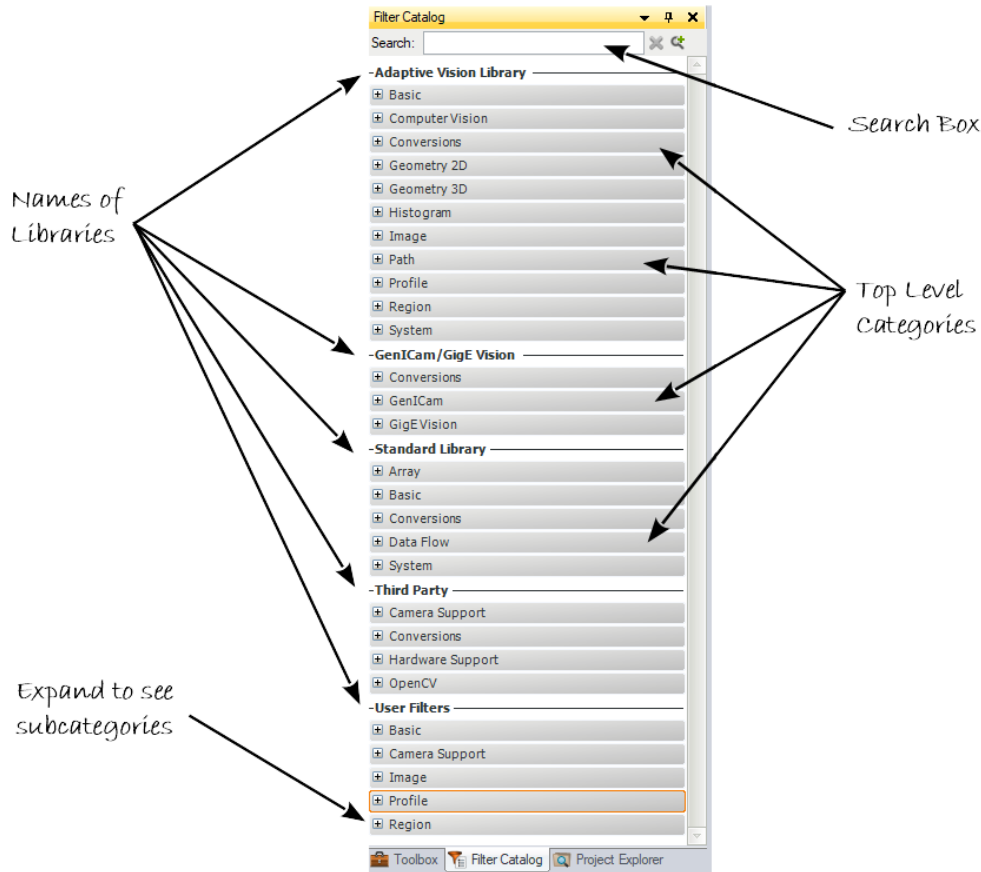 Filter Catalog
Search:
Adaptive Vision Library
Basic
Computer Vision
Conversions
Geometry 2D
Geometry 3D
Histogram
Image
Path
Profile
Region
System
GenICam/GigE Vision
Conversions
GenICam
GigEVision
Standard Library
Array
Basic
Conversions
Data Flow
System
Third Party
Camera Support
Conversions
Hardware Support
OpenCV
User Filters
Basic
Camera Support
Image
Profile
Region
Toolbox
Filter Catalog
Project Explorer
Names of
Libraries
Expand to see
subcategories
Search Box
Top Level
Categories